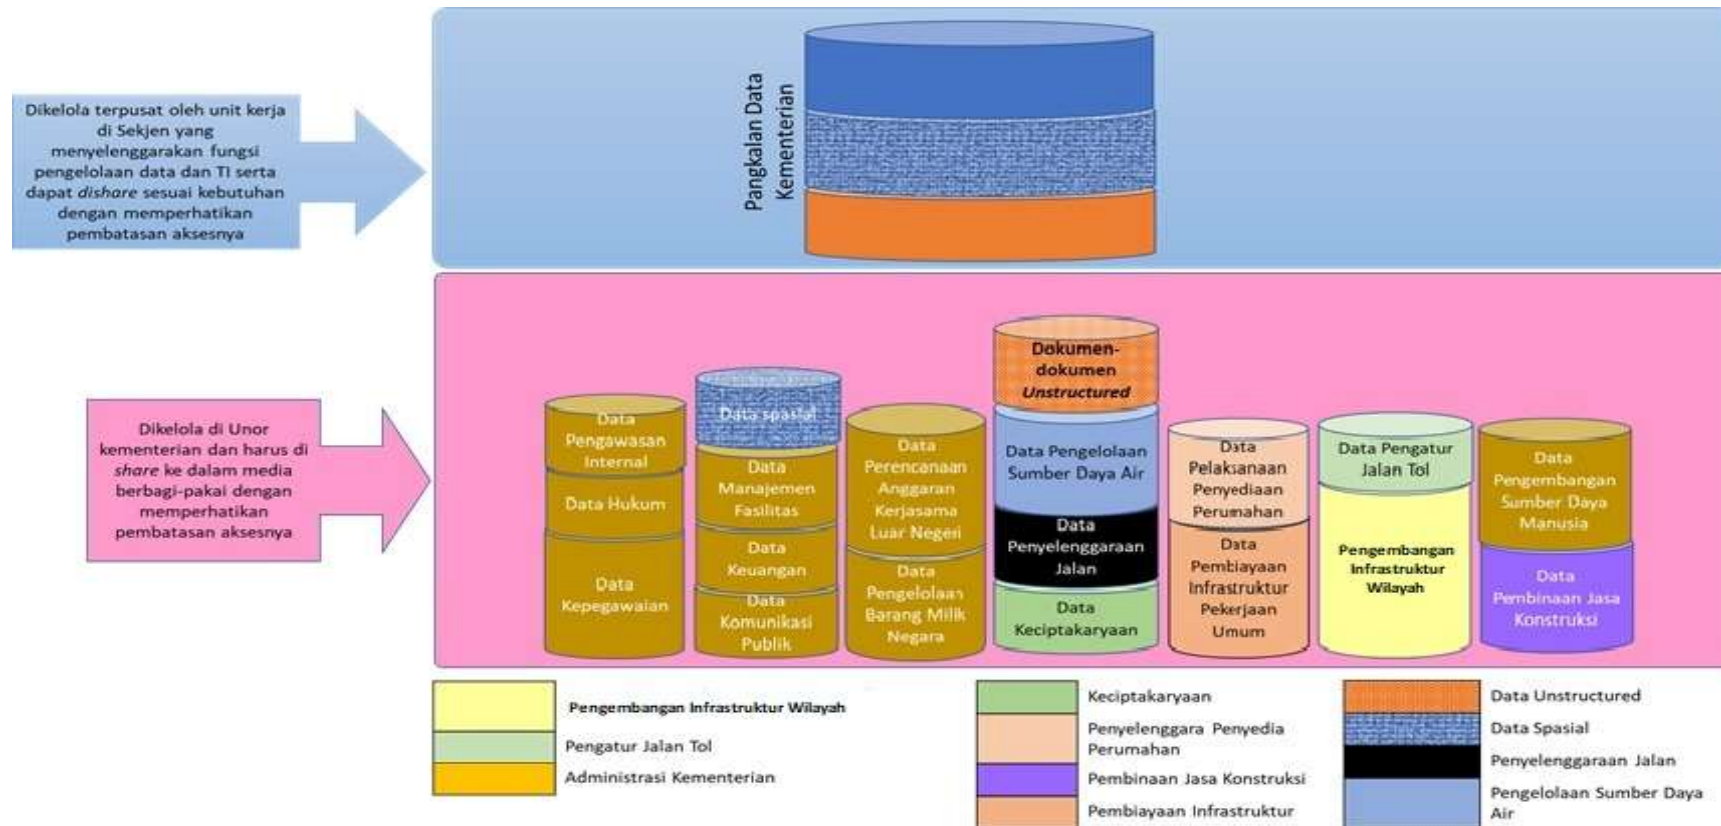 Dikelola terpusat oleh unit kerja
di Sekjen yang
menyelenggarakan fungsi
pengelolaan data dan TI serta
dapat dishare sesuai kebutuhan
dengan memperhatikan
pembatasan aksesnya
Pangkalan Data
Kementerian
Dikelola di Unor
kementerian dan harus di
share ke dalam media
berbagi-pakai dengan
memperhatikan
pembatasan aksesnya
Data
Pengawasan
Internal
Data Hukum
Data
Kepegawaian
Data spasial
Data
Manajemen
Fasilitas
Data
Keuangan
Data
Komunikasi
Publik
Data
Perencanaan
Anggaran
Kerjasama
Luar Negeri
Data
Pengelolaan
Barang Milik
Negara
Dokumen-
dokumen
Unstructured
Data Pengelolaan
Sumber Daya Air
Data
Penyelenggaraan
Jalan
Data
Keciptakaryaan
Data
Pelaksanaan
Penyediaan
Perumahan
Data
Pembiayaan
Infrastruktur
Pekerjaan
Umum
Data Pengatur
Jalan Tol
Pengembangan
Infrastruktur
Wilayah
Data
Pengembangan
Sumber Daya
Manusia
Data
Pembinaan Jasa
Konstruksi
Pengembangan Infrastruktur Wilayah
Pengatur Jalan Tol
Administrasi Kementerian
Keciptakaryaan
Penyelenggara Penyedia
Perumahan
Pembinaan Jasa Konstruksi
Pembiayaan Infrastruktur
Data Unstructured
Data Spasial
Penyelenggaraan Jalan
Pengelolaan Sumber Daya
Air